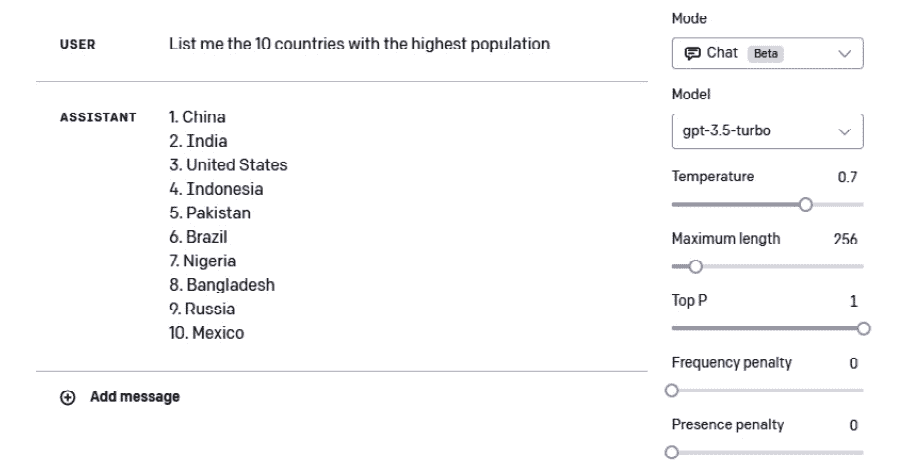 USER
List me the 10 countries with the highest population
ASSISTANT
1. China
2. India
3. United States
4. Indonesia
5. Pakistan
6. Brazil
7. Nigeria
8. Bangladesh
9. Russia
10. Mexico
Add message
Mode
Chat Beta
Model
gpt-3.5-turbo
Temperature 0.7
Maximum length 256
Top P 1
Frequency penalty 0
Presence penalty 0